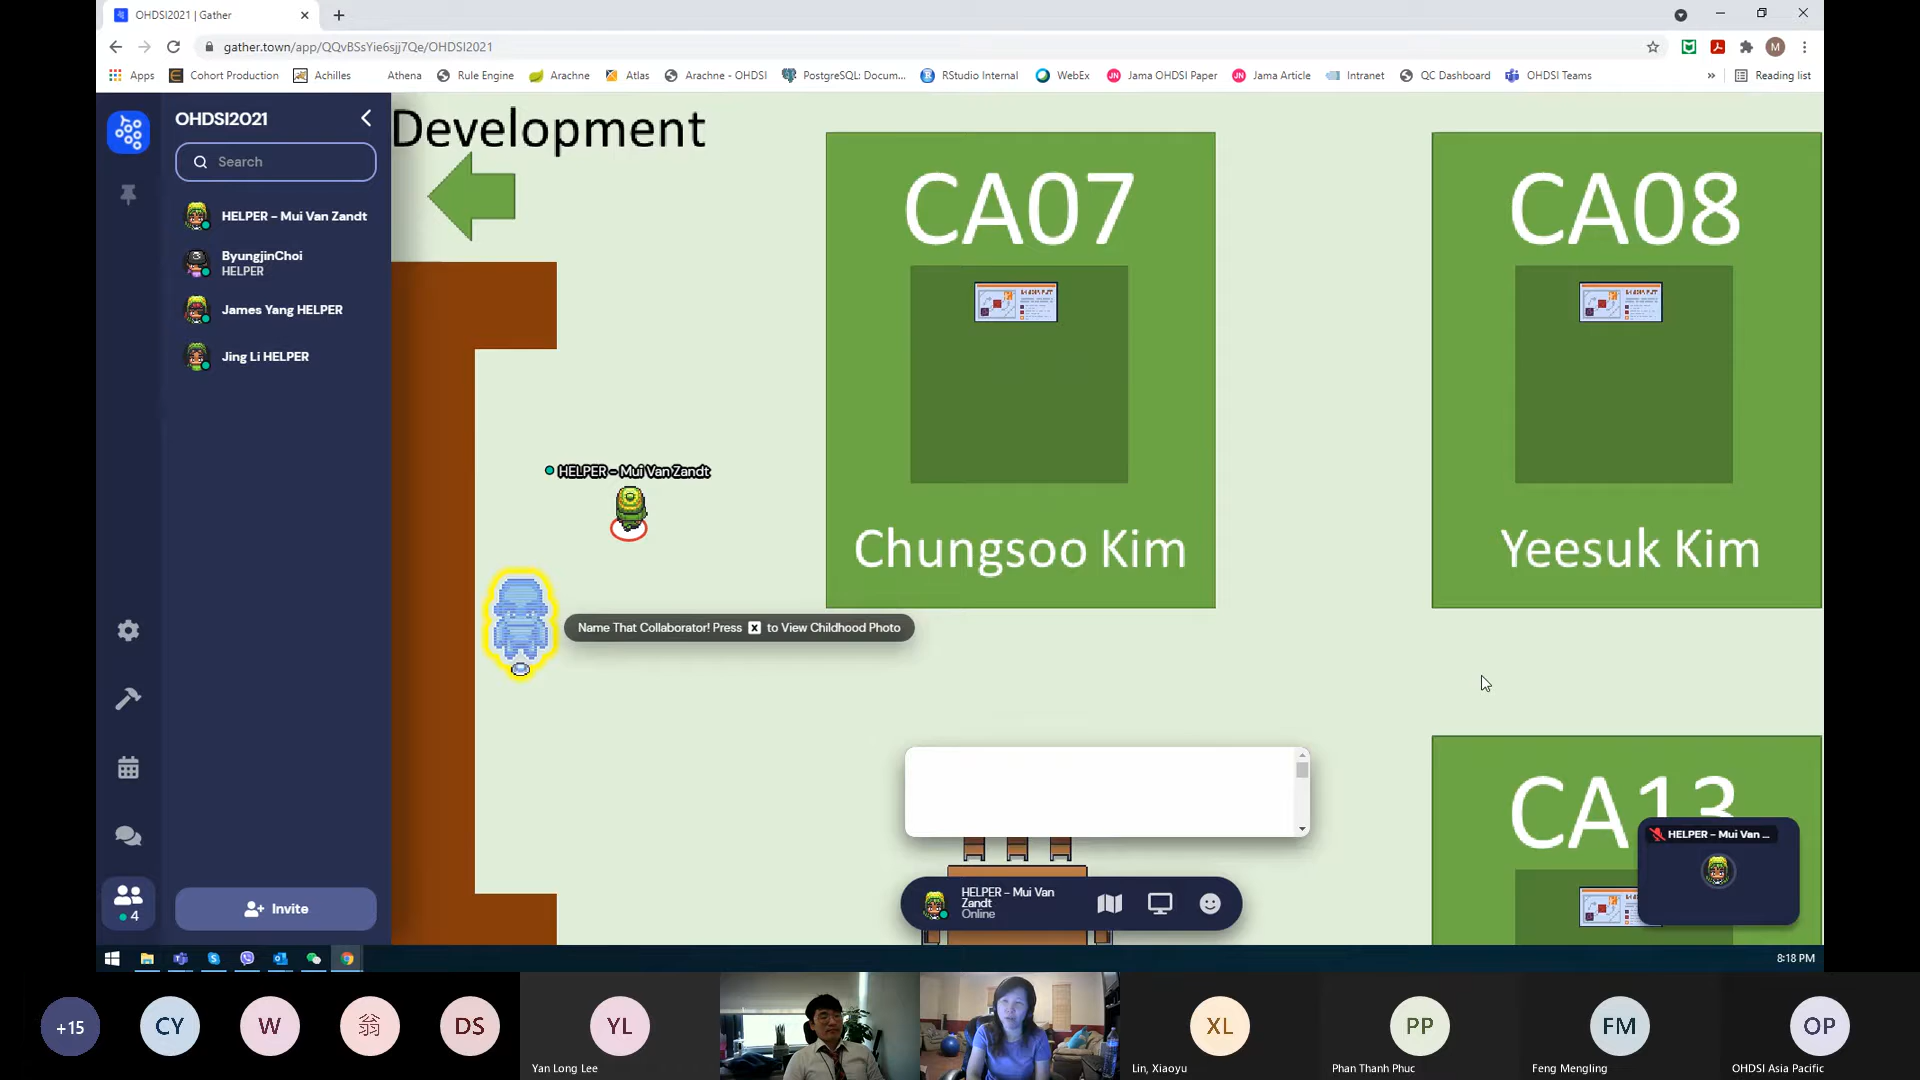 OHDSI2021 | Gather
gather.town/app/QQvBSsYie6sjj7Qe/OHDSI2021
M
Apps
Cohort Production
Achilles
Athena
Rule Engine
Arachne
Atlas
Arachne - OHDSI
PostgreSQL: Docum...
RStudio Internal
WebEx
Jama OHDSI Paper
Jama Article
Intranet
QC Dashboard
OHDSI Teams
»
Reading list
OHDSI2021
Search
HELPER - Mui Van Zandt
ByungjinChoi
HELPER
James Yang HELPER
Jing Li HELPER
4
Invite
Development
CA07
Chungsoo Kim
CA08
Yeesuk Kim
HELPER - Mui Van Zandt
Name That Collaborator! Press x to View Childhood Photo
CA13
HELPER - Mui Van ...
HELPER - Mui Van
Zandt
Online
8:18 PM
+15
CY
W
翁
DS
YL
Yan Long Lee
XL
Lin, Xiaoyu
PP
Phan Thanh Phuc
FM
Feng Mengling
OP
OHDSI Asia Pacific